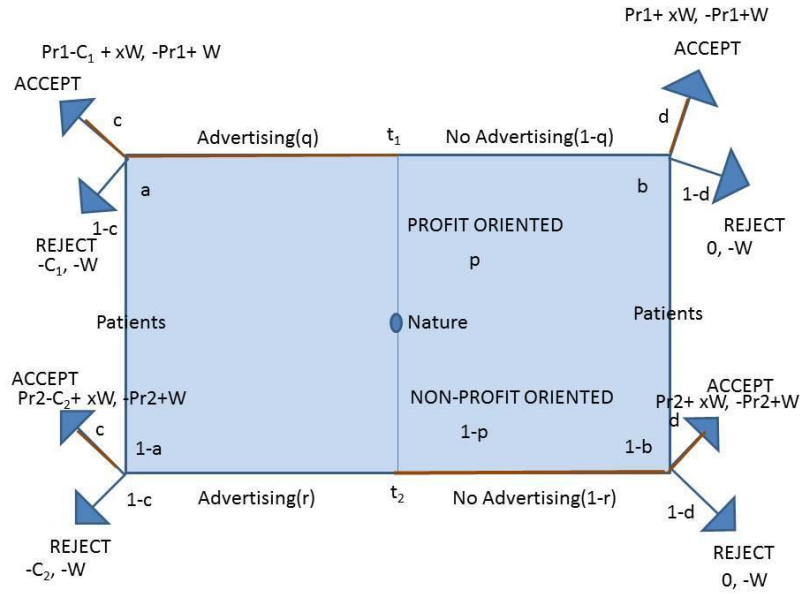 Pr1+ xW, -Pr1+W
Pr1-C₁ + xW, -Pr1+ W
ACCEPT
ACCEPT
c
d
Advertising(q)
t₁
No Advertising(1-q)
a
b
1-d
1-c
REJECT
-C₁, -W
PROFIT ORIENTED
p
REJECT
0, -W
Patients
Nature
Patients
ACCEPT
Pr2-C₂+ xW, -Pr2+W
NON-PROFIT ORIENTED
ACCEPT
Pr2+ xW, -Pr2+W
c
1-p
d
1-a
1-b
1-c
Advertising(r)
t₂
No Advertising(1-r)
1-d
REJECT
-C₂, -W
REJECT
0, -W